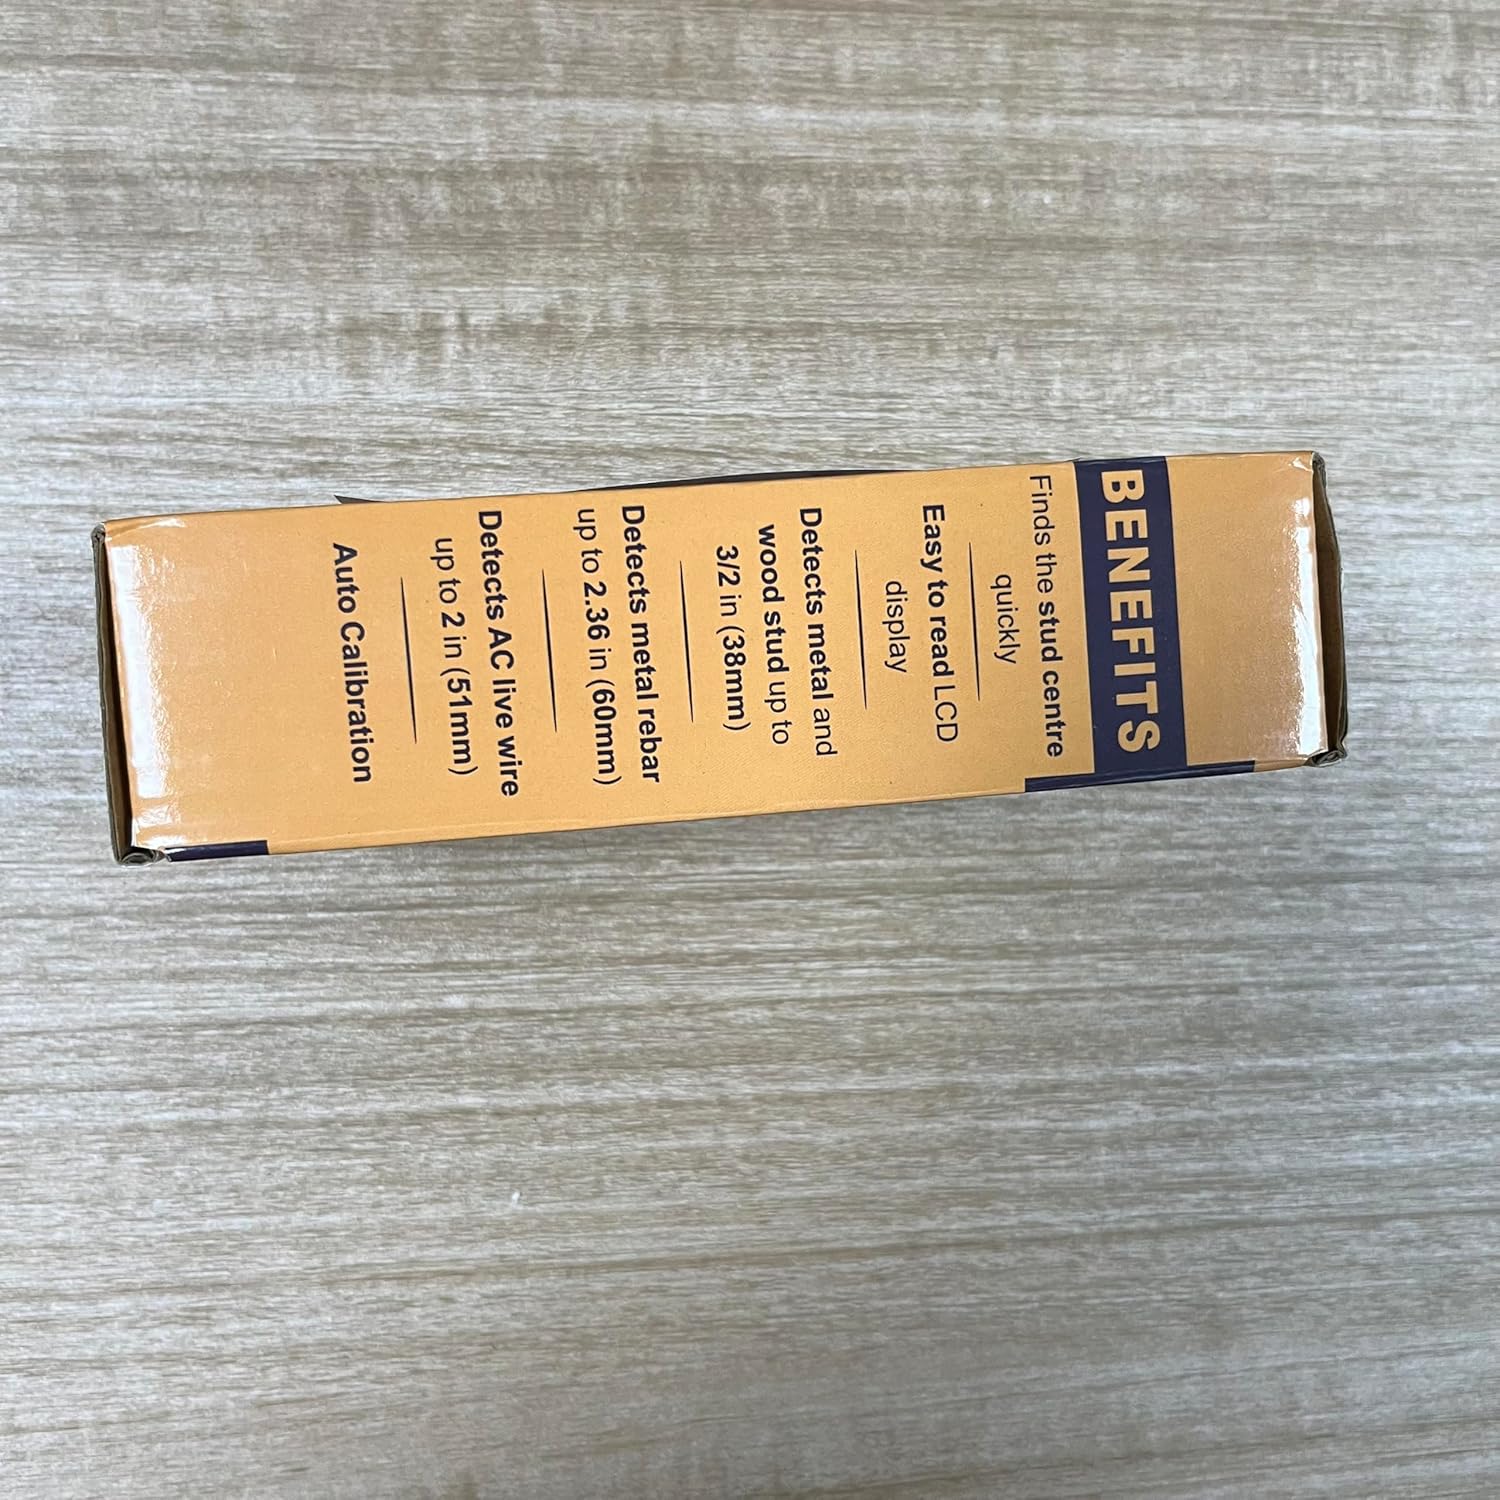 BENEFITS
Finds the stud centre
quickly
Easy to read LCD
display
Detects metal and
wood stud up to
3/2 in (38mm)
Detects metal rebar
up to 2.36 in (60mm)
Detects AC live wire
up to 2 in (51mm)
Auto Calibration